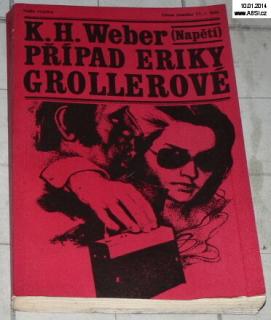 10.01.2014
www.ABSI.cz
K.H. Weber (Napětí)
PŘÍPAD ERIKY
GROLLEROVÉ